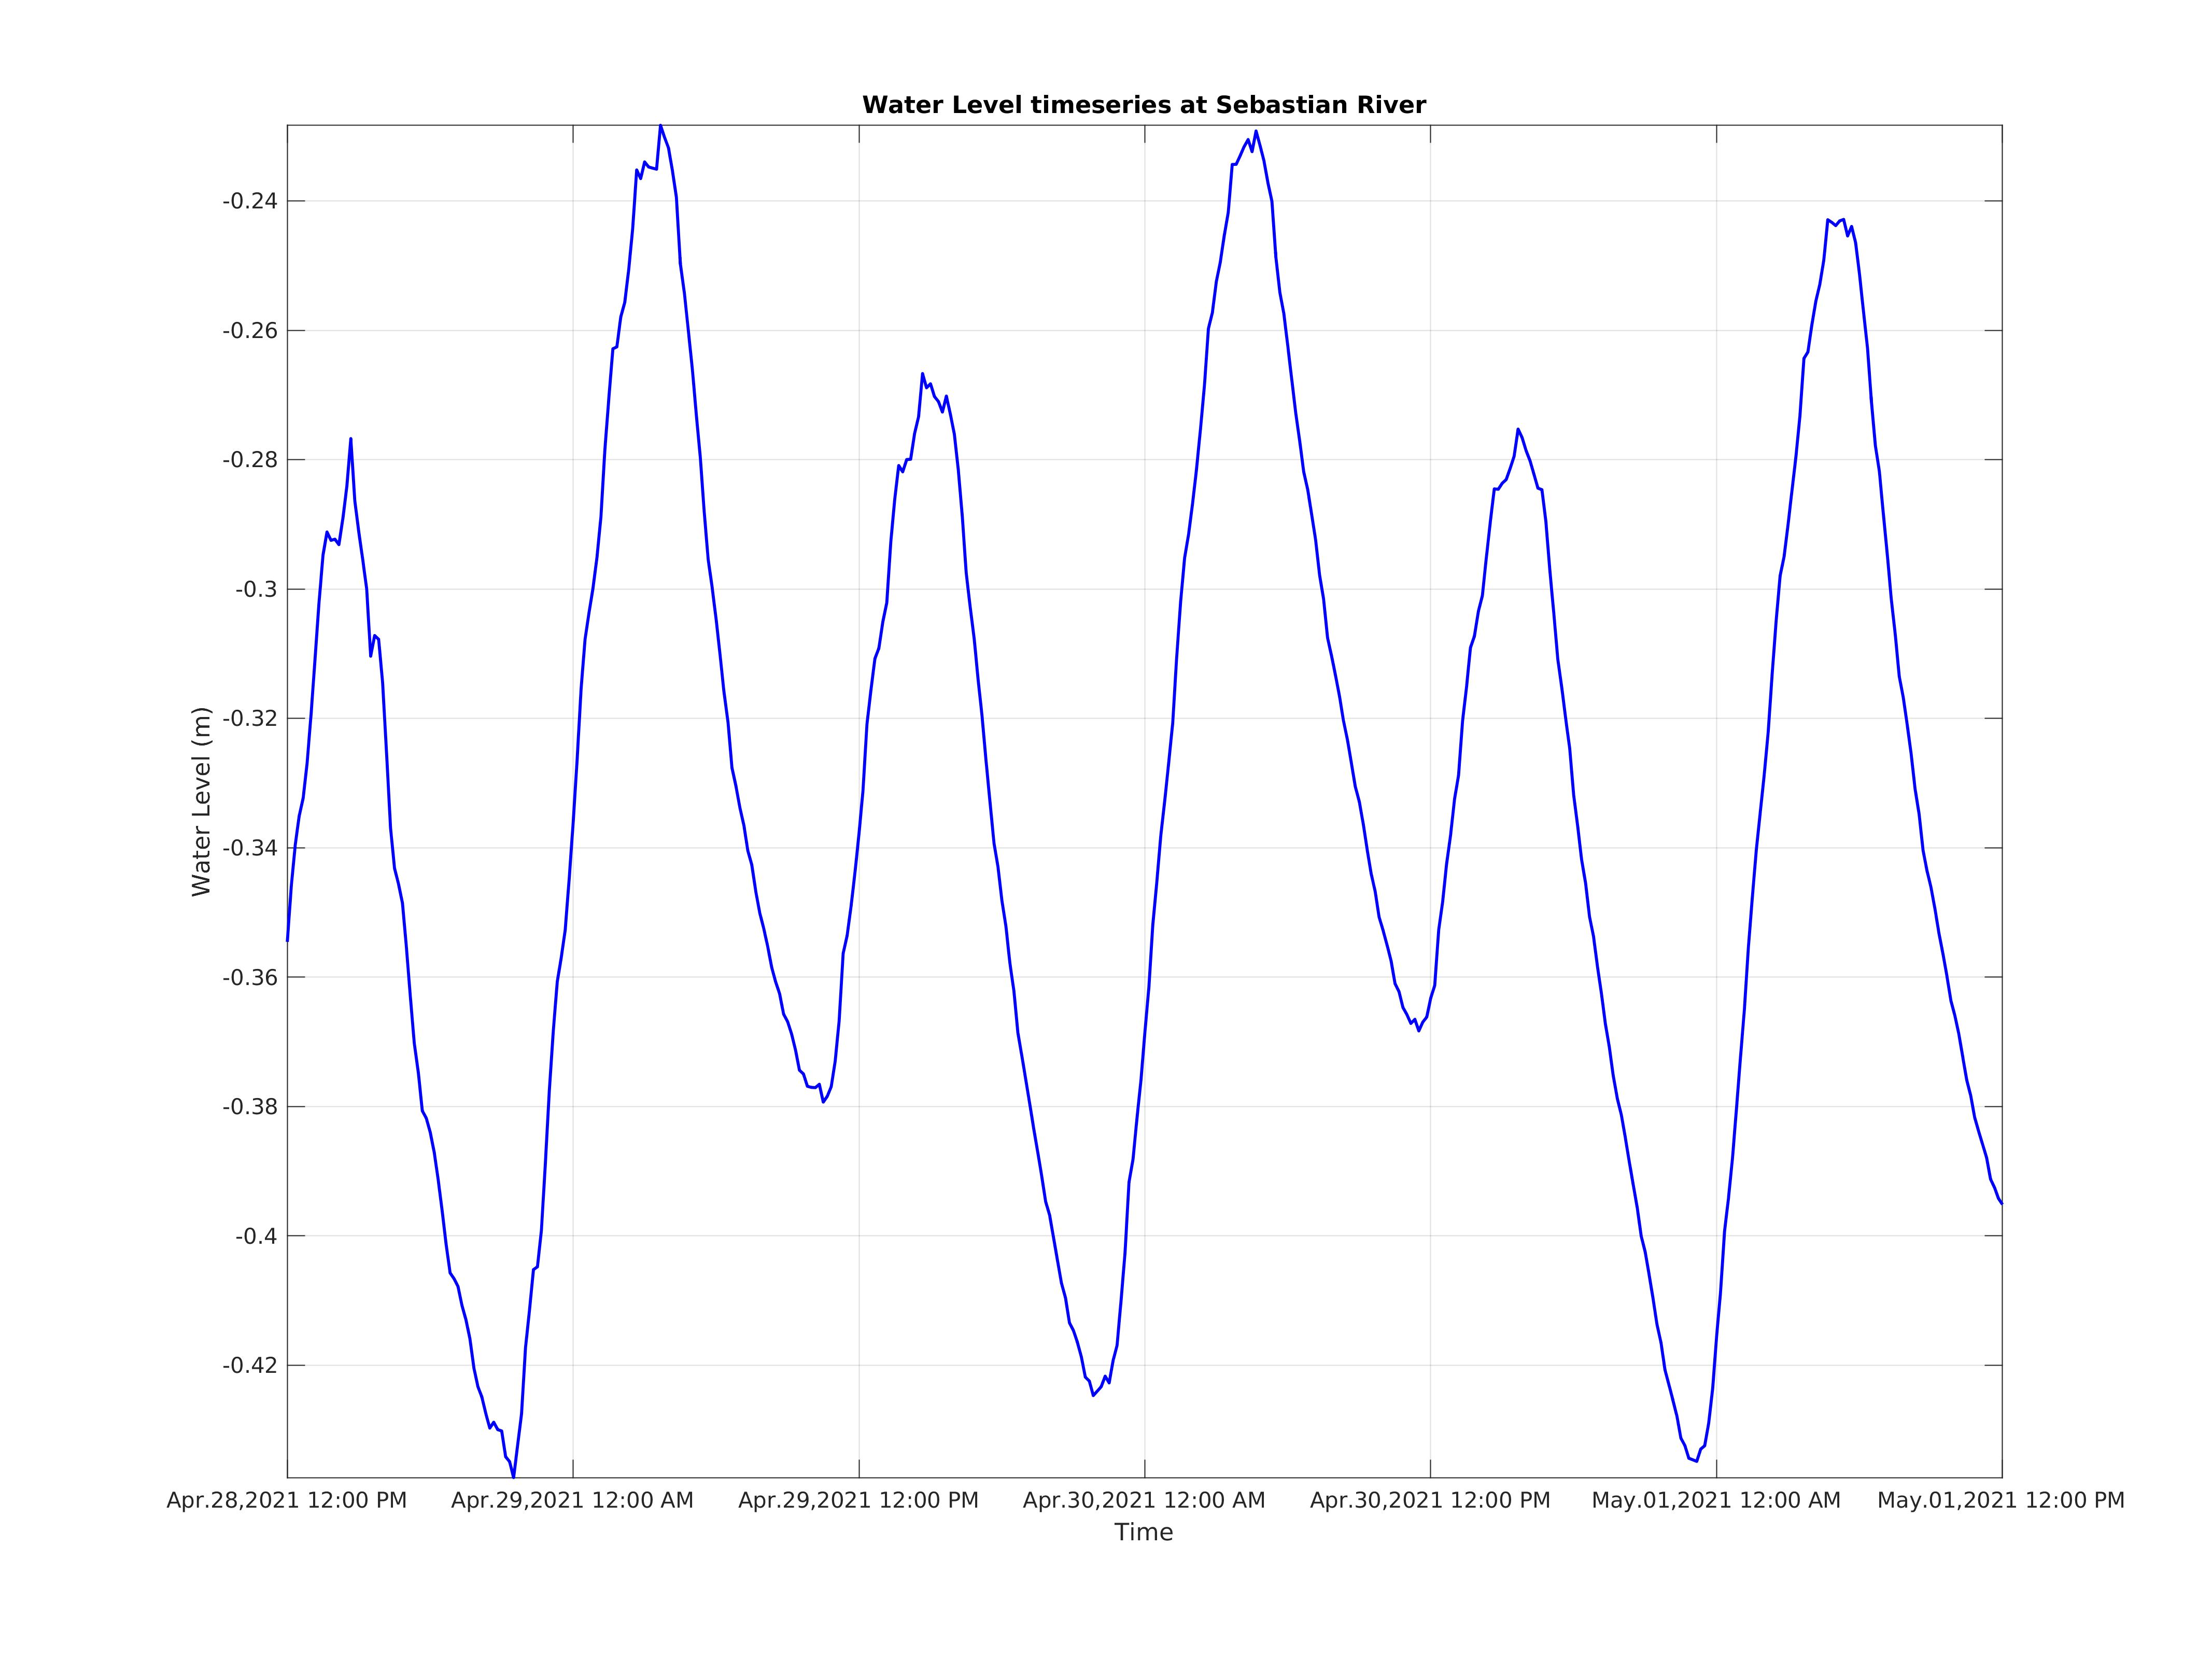 Water Level timeseries at Sebastian River
-0.24
-0.26
-0.28
-0.3
-0.32
-0.34
-0.36
-0.38
-0.4
-0.42
Water Level (m)
Apr.28,2021 12:00 PM Apr.29,2021 12:00 AM Apr.29,2021 12:00 PM Apr.30,2021 12:00 AM Apr.30,2021 12:00 PM May.01,2021 12:00 AM May.01,2021 12:00 PM
Time